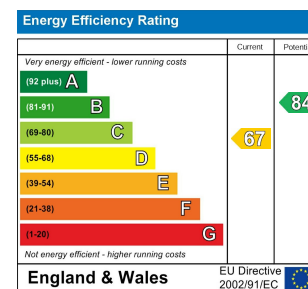 Energy Efficiency Rating
Current
Potenti
Very energy efficient - lower running costs
(92 plus) A
(81-91) B
84
(69-80) C
67
(55-68) D
(39-54) E
(21-38) F
(1-20) G
Not energy efficient - higher running costs
England & Wales
EU Directive
2002/91/EC